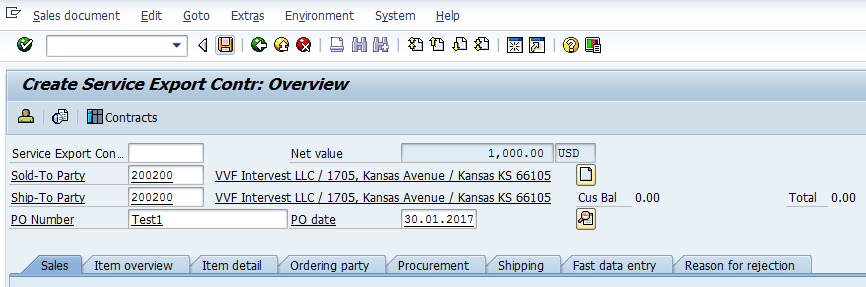 Sales document Edit Goto Extras Environment System Help
Create Service Export Contr: Overview
Contracts
Service Export Con... Net value 1,000.00 USD
Sold-To Party 200200 VVF Intervest LLC / 1705, Kansas Avenue / Kansas KS 66105
Ship-To Party 200200 VVF Intervest LLC / 1705, Kansas Avenue / Kansas KS 66105 Cus Bal 0.00 Total 0.00
PO Number Test1 PO date 30.01.2017
Sales Item overview Item detail Ordering party Procurement Shipping Fast data entry Reason for rejection